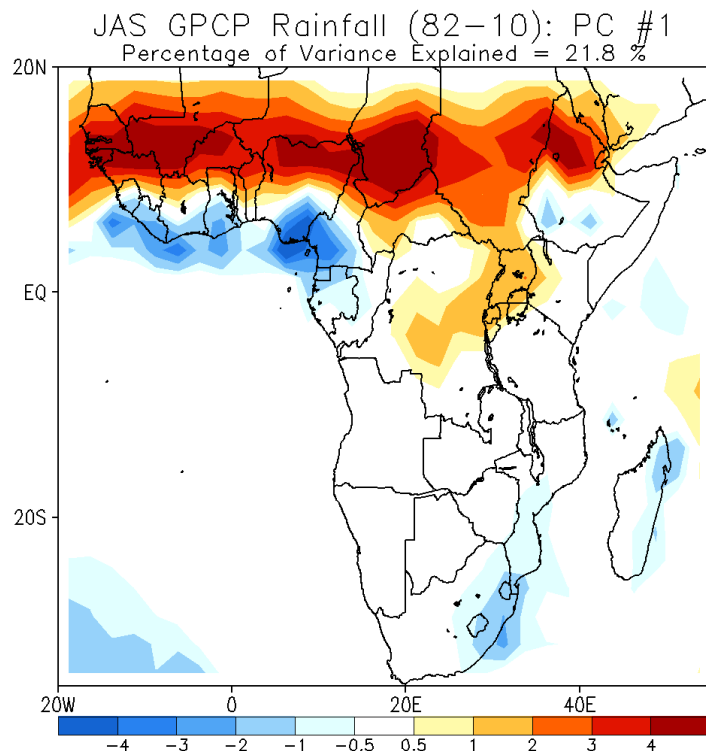 JAS GPCP Rainfall (82-10): PC #1
Percentage of Variance Explained = 21.8 %
20N
EQ
20S
20W 0 20E 40E
-4 -3 -2 -1 -0.5 0.5 1 2 3 4